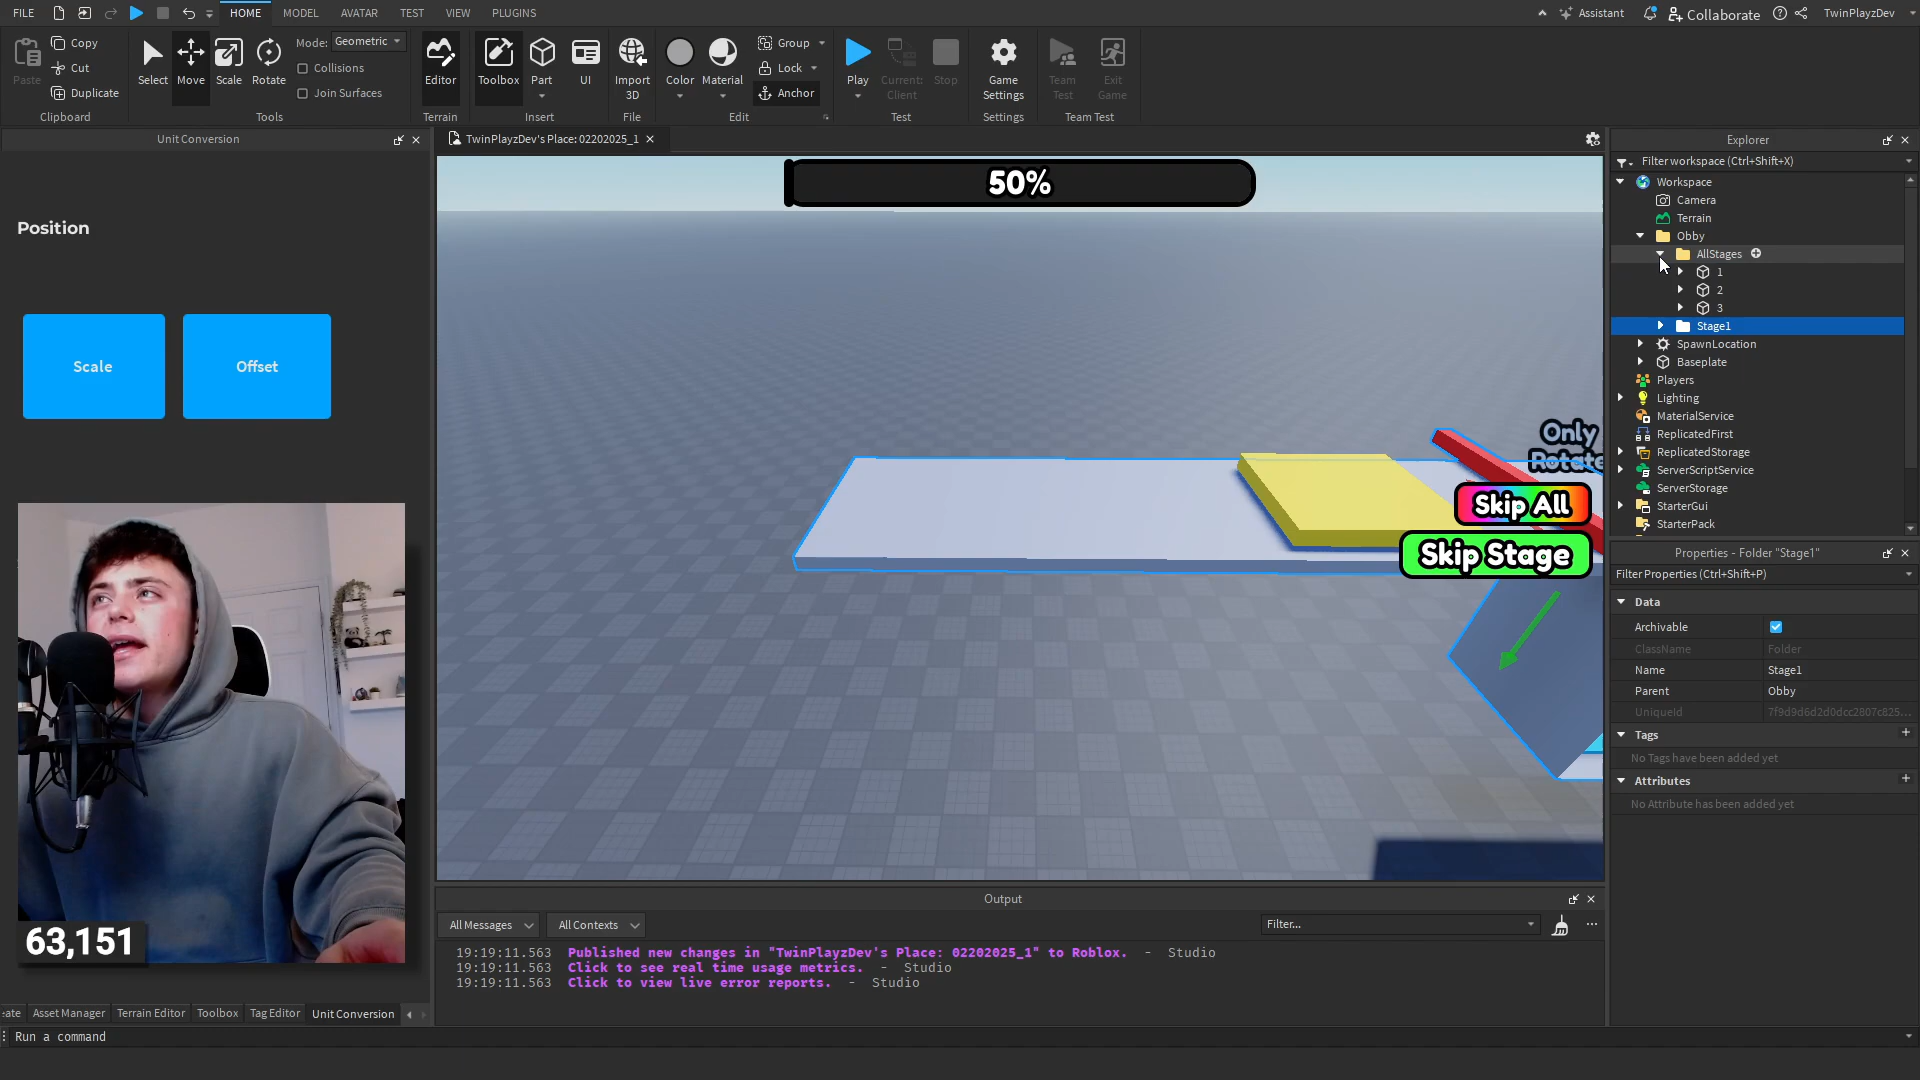 FILE
HOME
MODEL
AVATAR
TEST
VIEW
PLUGINS
Assistant
Collaborate
TwinPlayzDev
Paste
Copy
Cut
Duplicate
Clipboard
Select
Move
Scale
Rotate
Mode:
Geometric
Collisions
Join Surfaces
Tools
Editor
Terrain
Toolbox
Part
UI
Insert
Import
3D
File
Color
Material
Group
Lock
Anchor
Edit
Play
Current:
Client
Stop
Test
Game
Settings
Settings
Team
Test
Exit
Game
Team Test
Unit Conversion
Position
Scale
Offset
63,151
ate
Asset Manager
Terrain Editor
Toolbox
Tag Editor
Unit Conversion
TwinPlayzDev's Place: 02202025_1
50%
Only
Rotate
Skip All
Skip Stage
Output
All Messages
All Contexts
Filter...
19:19:11.563 Published new changes in "TwinPlayzDev's Place: 02202025_1" to Roblox. - Studio
19:19:11.563 Click to see real time usage metrics. - Studio
19:19:11.563 Click to view live error reports. - Studio
Run a command
Explorer
Filter workspace (Ctrl+Shift+X)
Workspace
Camera
Terrain
Obby
AllStages
1
2
3
Stage1
SpawnLocation
Baseplate
Players
Lighting
MaterialService
ReplicatedFirst
ReplicatedStorage
ServerScriptService
ServerStorage
StarterGui
StarterPack
Properties - Folder "Stage1"
Filter Properties (Ctrl+Shift+P)
Data
Archivable
ClassName Folder
Name Stage1
Parent Obby
UniqueId 7f9d9d6d2d0dcc2807c825...
Tags
No Tags have been added yet
Attributes
No Attribute has been added yet